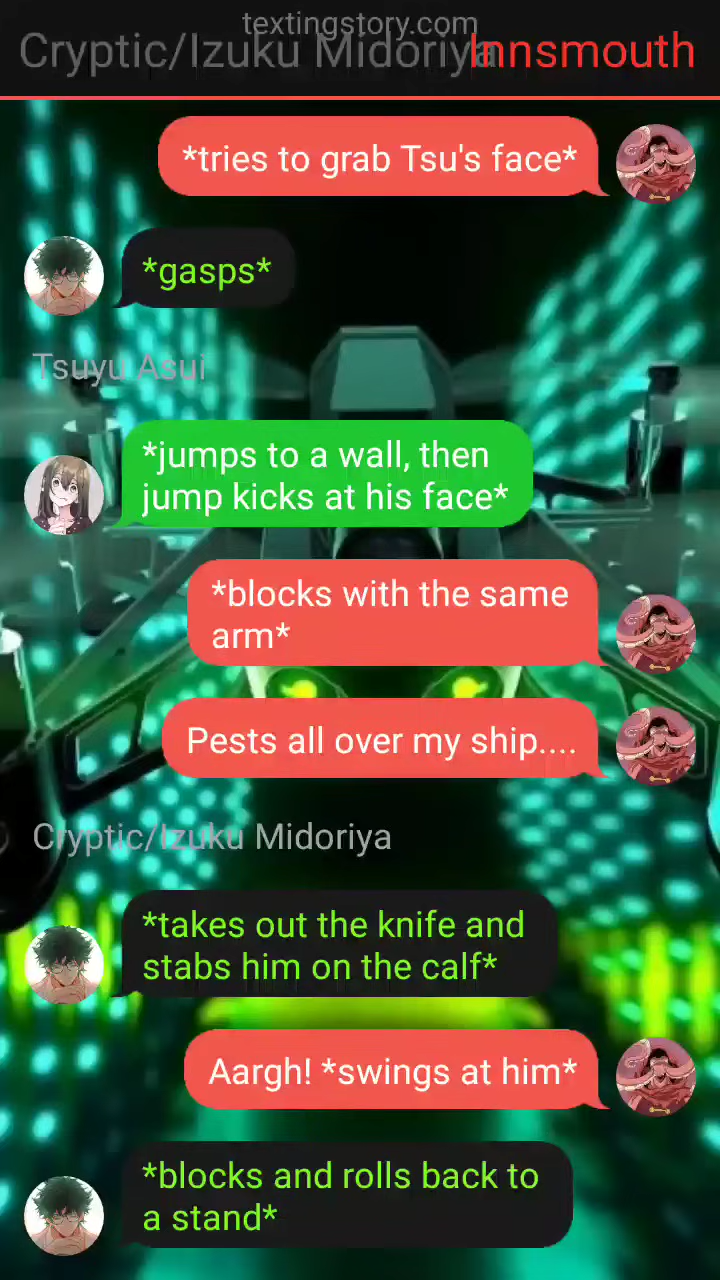 textingstory.com
Cryptic/Izuku Midoriya
Innsmouth
*tries to grab Tsu's face*
*gasps*
Tsuyu Asui
*jumps to a wall, then
jump kicks at his face*
*blocks with the same
arm*
Pests all over my ship....
Cryptic/Izuku Midoriya
*takes out the knife and
stabs him on the calf*
Aargh! *swings at him*
*blocks and rolls back to
a stand*